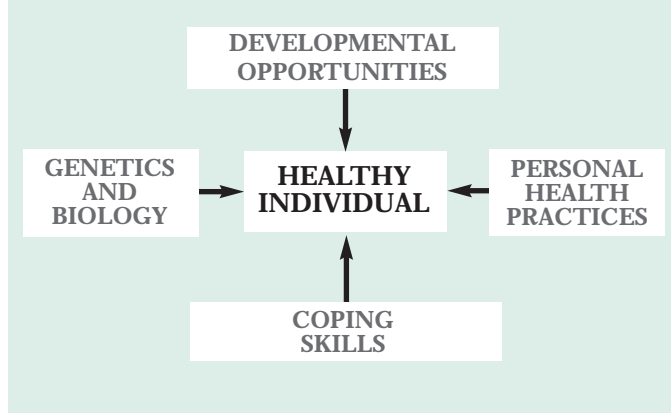 DEVELOPMENTAL
OPPORTUNITIES
GENETICS
AND
BIOLOGY
HEALTHY
INDIVIDUAL
PERSONAL
HEALTH
PRACTICES
COPING
SKILLS